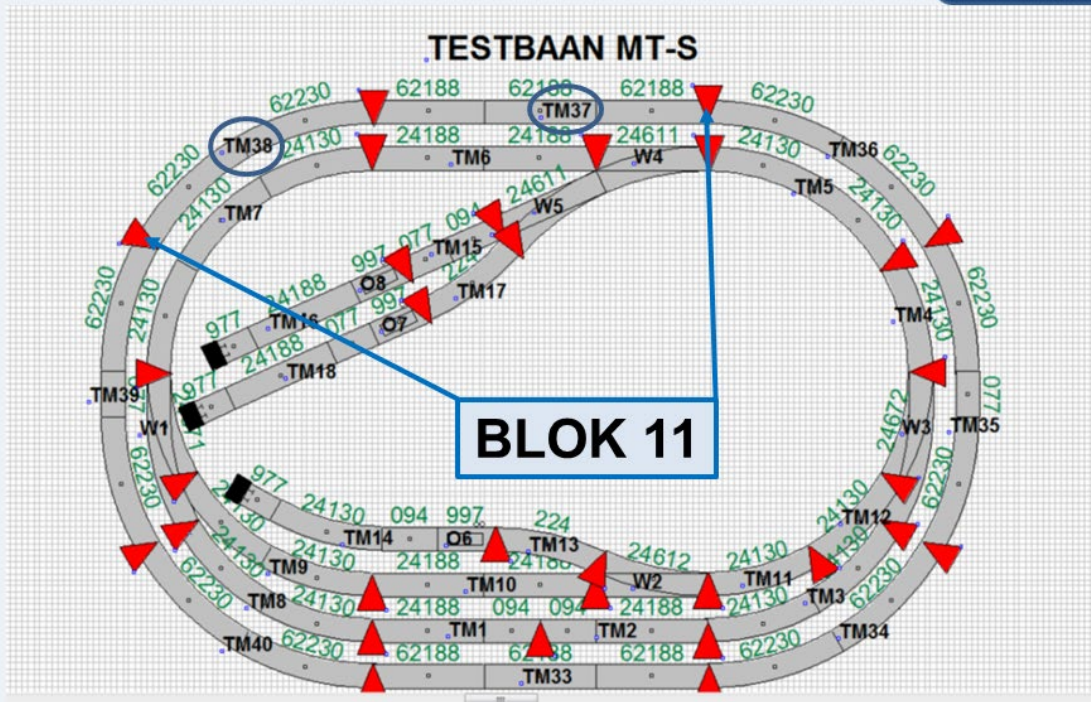 TESTBAAN MT-S
62230 62188 62188 62188 62230
TM38 TM37 TM36
24130 24188 24188 24611 24130
TM6 W4 TM5
62230 24130 TM7 24611 W5 24130 62230
094 077 TM15 997 O8
TM17
62230 24130 24188 TM16 997 O7 TM4 24130 62230
977 077
24188 TM18
977
TM39 W1 24672 W3 TM35 077
BLOK 11
62230 977 24130 62230
24130 094 997 224 TM12
TM14 O6 TM13 24612 24130
24130 TM9 24130 24188 TM10 W2 24130 TM11
TM8 24130 24188 094 094 24188 24130 TM3
62230 TM1 TM2 62230
TM40 62230 62188 62188 62188 62230 TM34
TM33